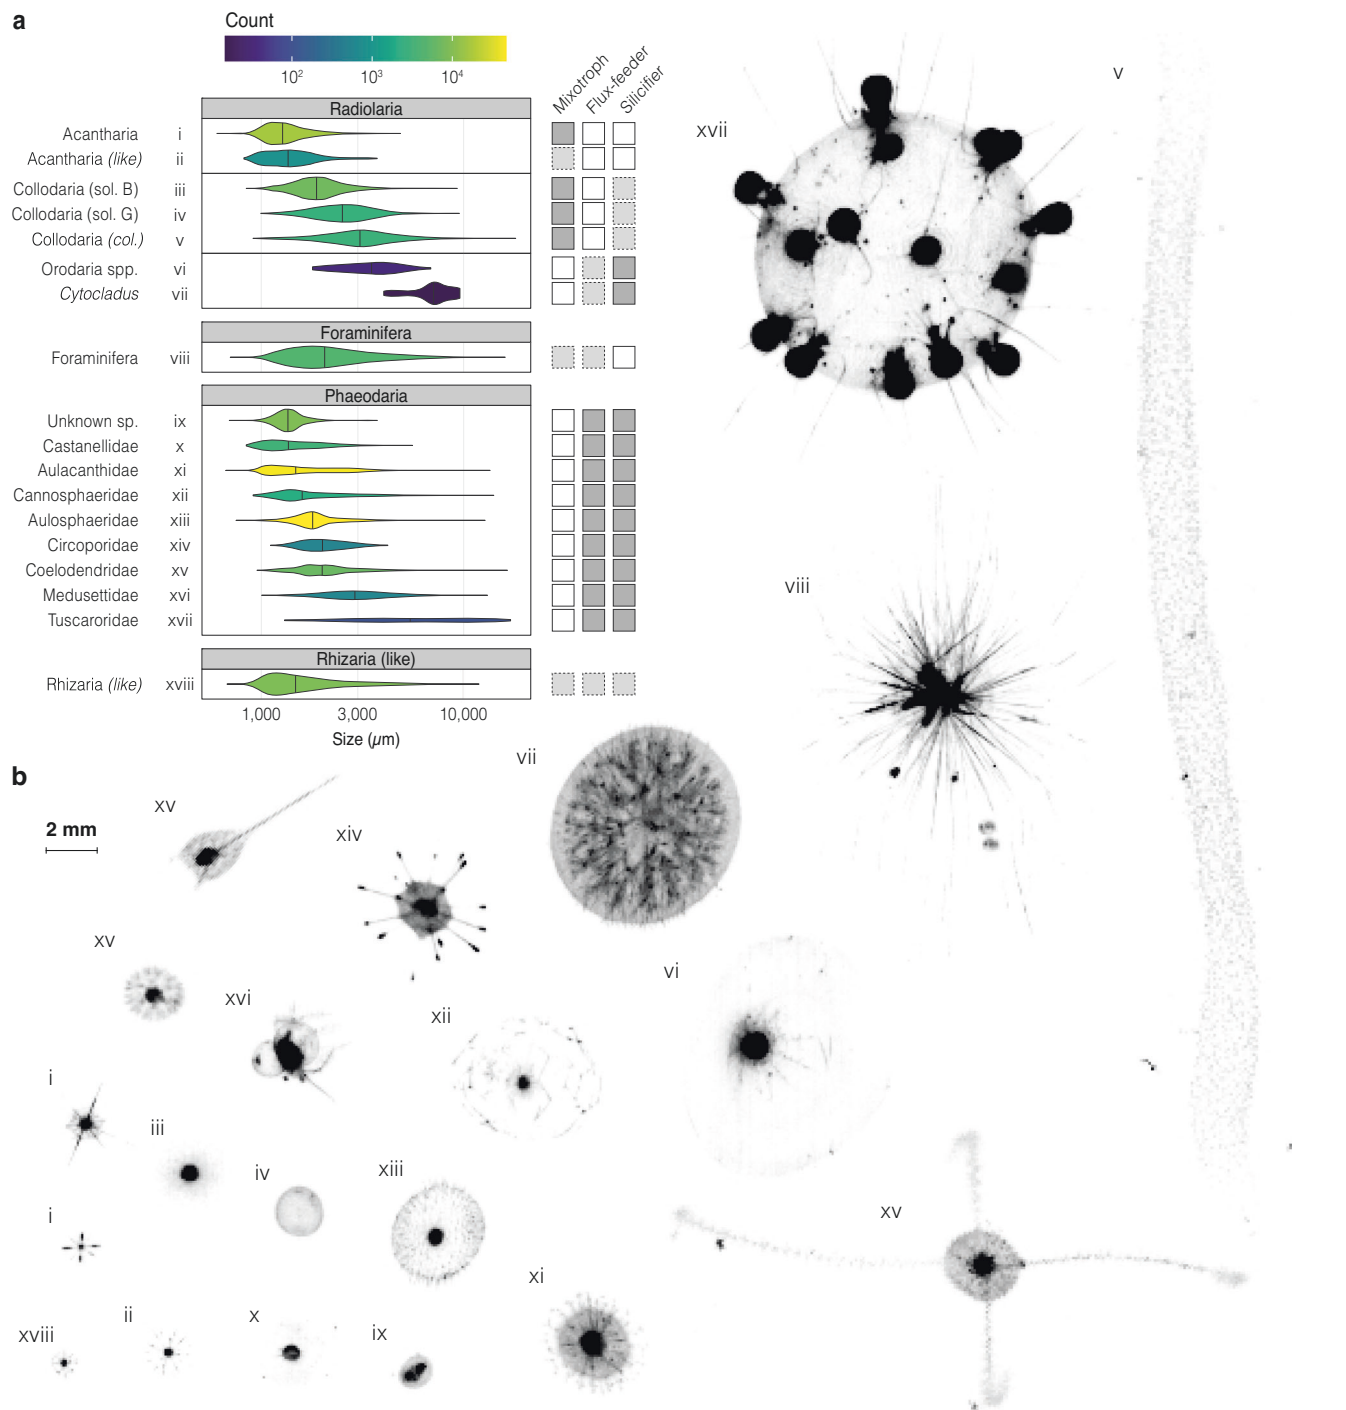 a
Count
10² 10³ 10⁴
Mixotroph
Flux-feeder
Silicifier
Radiolaria
Acantharia i
Acantharia (like) ii
Collodaria (sol. B) iii
Collodaria (sol. G) iv
Collodaria (col.) v
Orodaria spp. vi
Cytocladus vii
Foraminifera
Foraminifera viii
Phaeodaria
Unknown sp. ix
Castanellidae x
Aulacanthidae xi
Cannosphaeridae xii
Aulosphaeridae xiii
Circoporidae xiv
Coelodendridae xv
Medusettidae xvi
Tuscaroridae xvii
Rhizaria (like)
Rhizaria (like) xviii
1,000 3,000 10,000
Size (µm)
b
2 mm
v
xvii
viii
vii
xv
xiv
xv
vi
xvi
xii
i
iii
iv
xiii
i
xv
xi
ii
x
ix
xviii